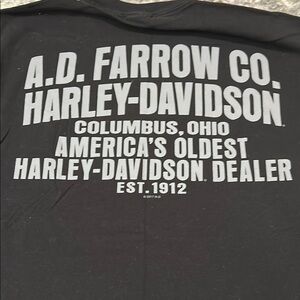 A.D. FARROW CO.
HARLEY-DAVIDSON
COLUMBUS, OHIO
AMERICA'S OLDEST
HARLEY-DAVIDSON DEALER
EST. 1912